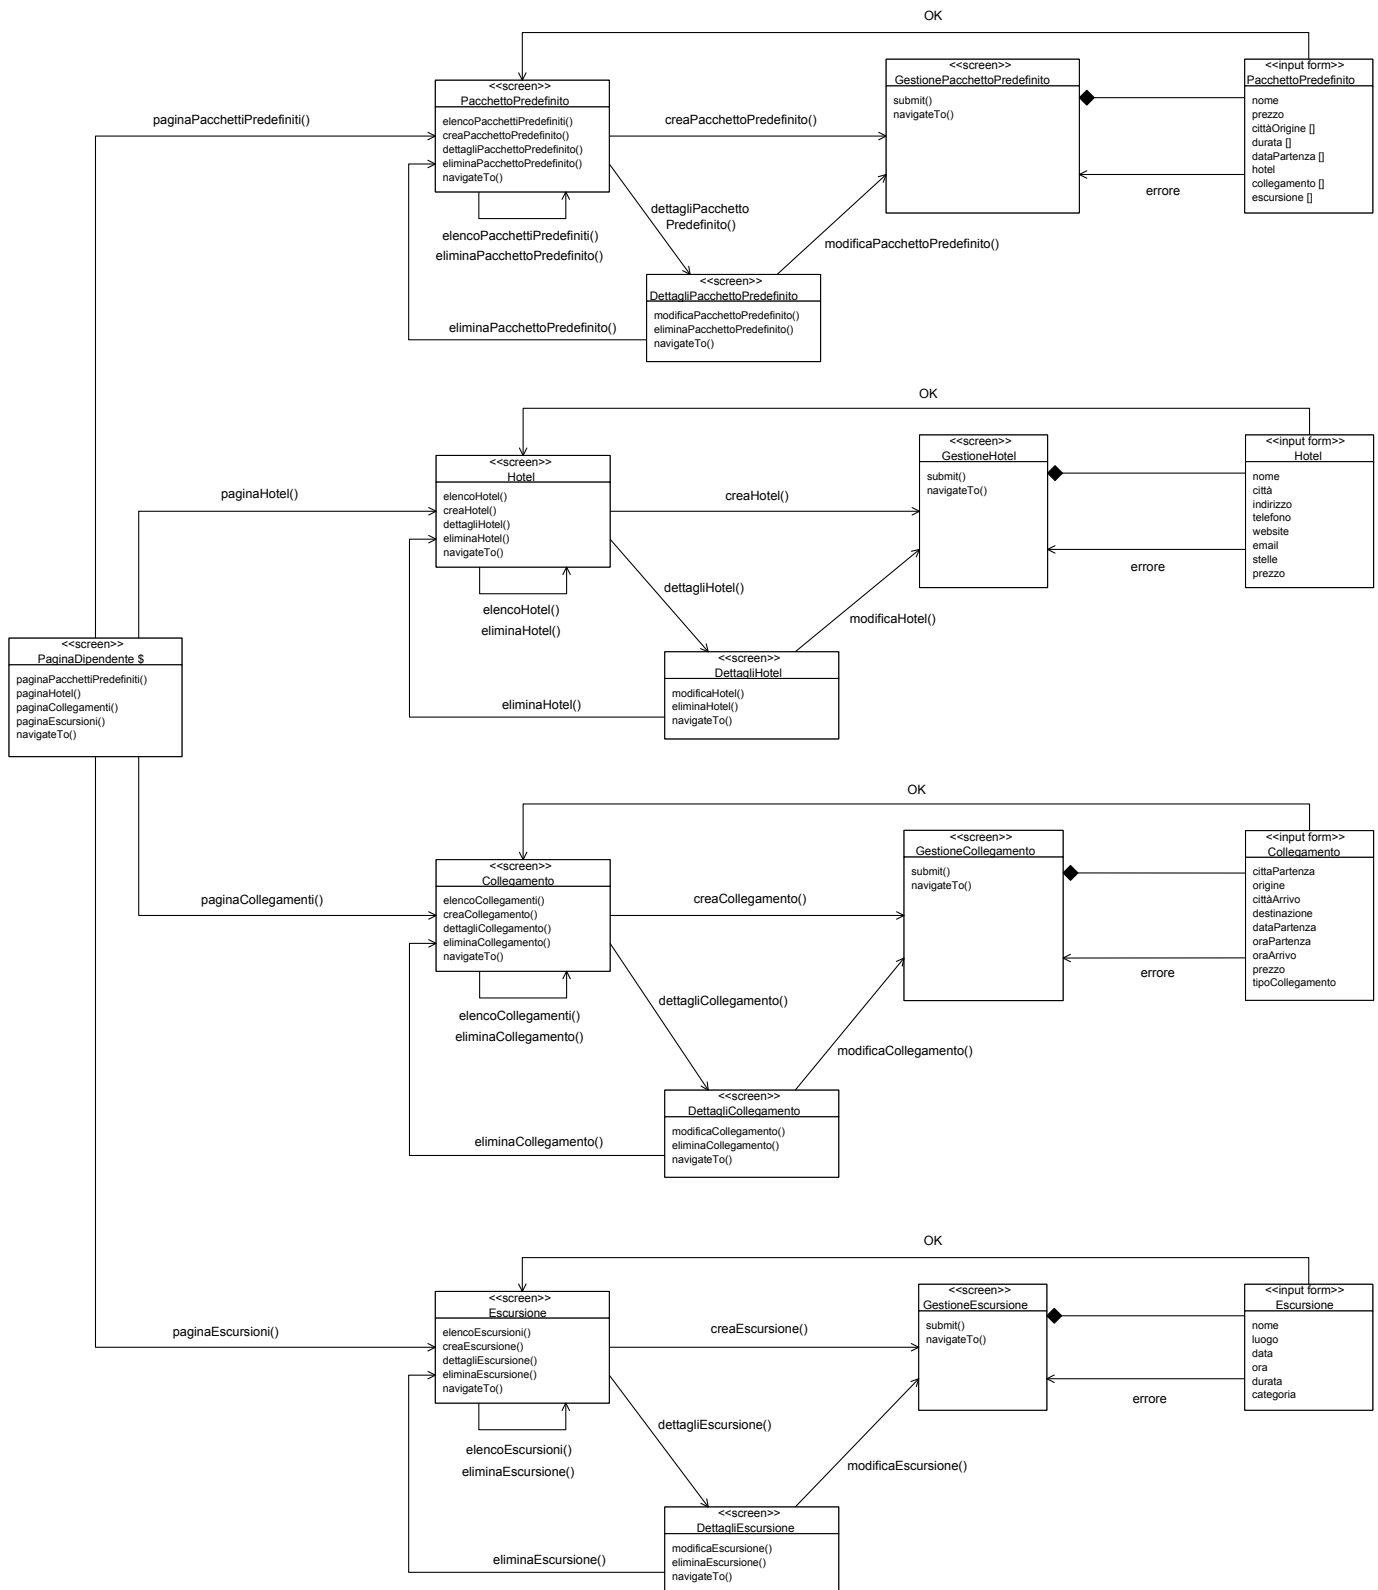 OK
<<screen>>
PacchettoPredefinito
elencoPacchettiPredefiniti()
creaPacchettoPredefinito()
dettagliPacchettoPredefinito()
eliminaPacchettoPredefinito()
navigateTo()
<<screen>>
GestionePacchettoPredefinito
submit()
navigateTo()
<<input form>>
PacchettoPredefinito
nome
prezzo
cittàOrigine []
durata []
dataPartenza []
hotel
collegamento []
escursione []
paginaPacchettiPredefiniti()
creaPacchettoPredefinito()
errore
elencoPacchettiPredefiniti()
eliminaPacchettoPredefinito()
dettagliPacchetto
Predefinito()
modificaPacchettoPredefinito()
<<screen>>
DettagliPacchettoPredefinito
modificaPacchettoPredefinito()
eliminaPacchettoPredefinito()
navigateTo()
eliminaPacchettoPredefinito()
OK
<<screen>>
Hotel
elencoHotel()
creaHotel()
dettagliHotel()
eliminaHotel()
navigateTo()
<<screen>>
GestioneHotel
submit()
navigateTo()
<<input form>>
Hotel
nome
città
indirizzo
telefono
website
email
stelle
prezzo
paginaHotel()
creaHotel()
errore
elencoHotel()
eliminaHotel()
dettagliHotel()
modificaHotel()
<<screen>>
DettagliHotel
modificaHotel()
eliminaHotel()
navigateTo()
eliminaHotel()
<<screen>>
PaginaDipendente $
paginaPacchettiPredefiniti()
paginaHotel()
paginaCollegamenti()
paginaEscursioni()
navigateTo()
OK
<<screen>>
Collegamento
elencoCollegamenti()
creaCollegamento()
dettagliCollegamento()
eliminaCollegamento()
navigateTo()
<<screen>>
GestioneCollegamento
submit()
navigateTo()
<<input form>>
Collegamento
cittaPartenza
origine
cittàArrivo
destinazione
dataPartenza
oraPartenza
oraArrivo
prezzo
tipoCollegamento
paginaCollegamenti()
creaCollegamento()
errore
elencoCollegamenti()
eliminaCollegamento()
dettagliCollegamento()
modificaCollegamento()
<<screen>>
DettagliCollegamento
modificaCollegamento()
eliminaCollegamento()
navigateTo()
eliminaCollegamento()
OK
<<screen>>
Escursione
elencoEscursioni()
creaEscursione()
dettagliEscursione()
eliminaEscursione()
navigateTo()
<<screen>>
GestioneEscursione
submit()
navigateTo()
<<input form>>
Escursione
nome
luogo
data
ora
durata
categoria
paginaEscursioni()
creaEscursione()
errore
elencoEscursioni()
eliminaEscursione()
dettagliEscursione()
modificaEscursione()
<<screen>>
DettagliEscursione
modificaEscursione()
eliminaEscursione()
navigateTo()
eliminaEscursione()